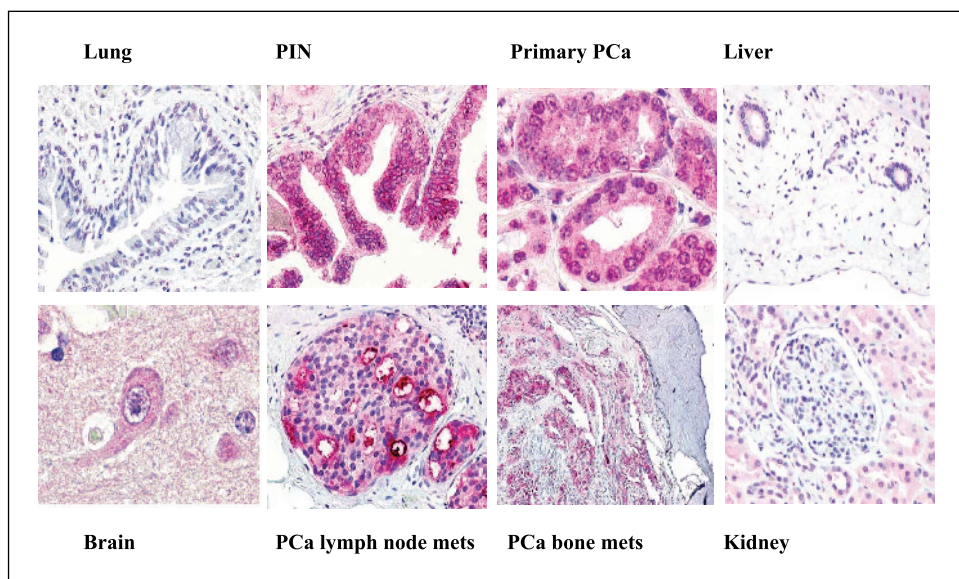 Lung PIN Primary PCa Liver
Brain PCa lymph node mets PCa bone mets Kidney